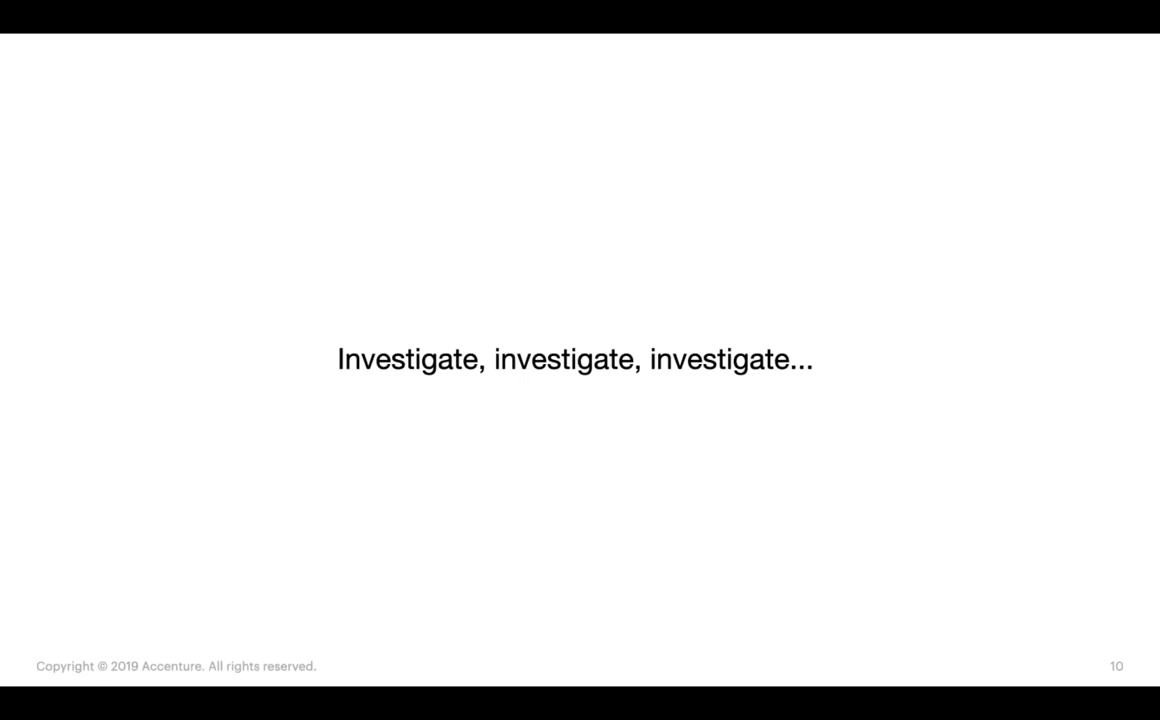 Investigate, investigate, investigate...
Copyright © 2019 Accenture. All rights reserved.
10